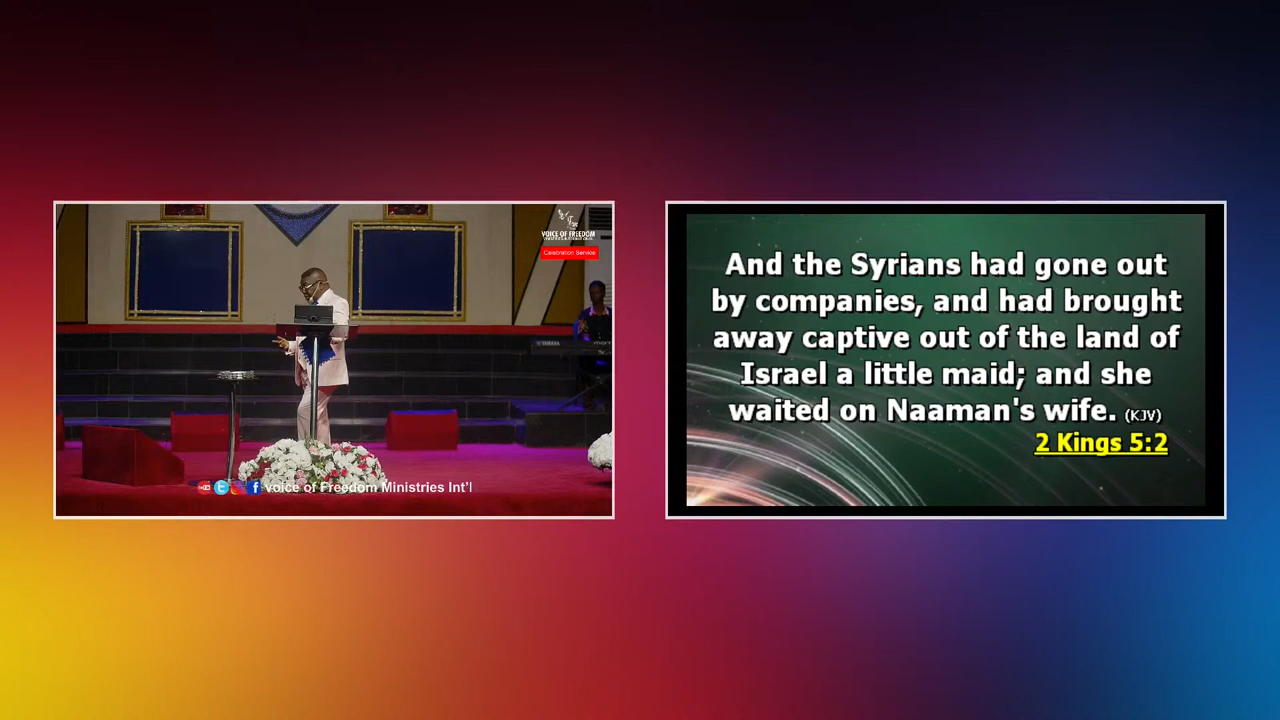 VOICE OF FREEDOM
Celebration Service
YAMAHA
Voice of Freedom Ministries Int'l
And the Syrians had gone out
by companies, and had brought
away captive out of the land of
Israel a little maid; and she
waited on Naaman's wife. (KJV)
2 Kings 5:2